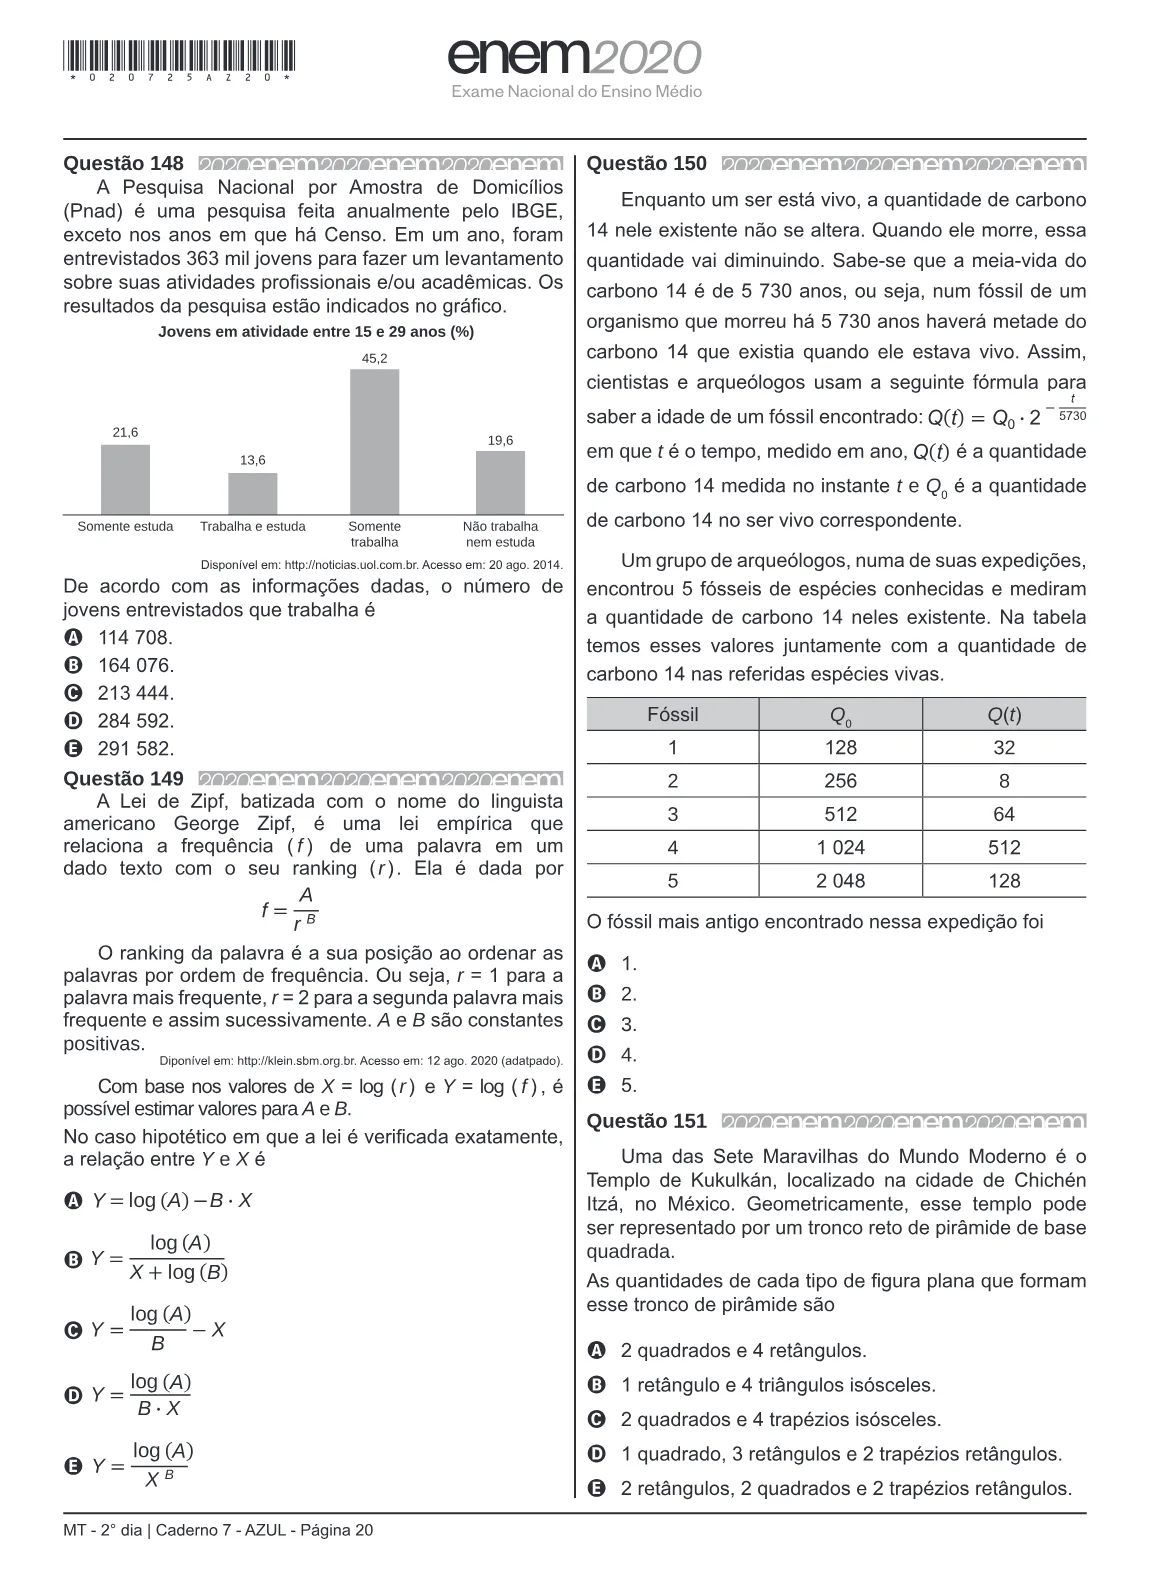 *020725AZ20*
enem2020
Exame Nacional do Ensino Médio
Questão 148 2020enem2020enem2020enem
A Pesquisa Nacional por Amostra de Domicílios
(Pnad) é uma pesquisa feita anualmente pelo IBGE,
exceto nos anos em que há Censo. Em um ano, foram
entrevistados 363 mil jovens para fazer um levantamento
sobre suas atividades profissionais e/ou acadêmicas. Os
resultados da pesquisa estão indicados no gráfico.
Jovens em atividade entre 15 e 29 anos (%)
45,2
21,6
19,6
13,6
Somente estuda Trabalha e estuda Somente trabalha Não trabalha nem estuda
Disponível em: http://noticias.uol.com.br. Acesso em: 20 ago. 2014.
De acordo com as informações dadas, o número de
jovens entrevistados que trabalha é
A 114 708.
B 164 076.
C 213 444.
D 284 592.
E 291 582.
Questão 149 2020enem2020enem2020enem
A Lei de Zipf, batizada com o nome do linguista
americano George Zipf, é uma lei empírica que
relaciona a frequência (f) de uma palavra em um
dado texto com o seu ranking (r). Ela é dada por
f = A / r^B
O ranking da palavra é a sua posição ao ordenar as
palavras por ordem de frequência. Ou seja, r = 1 para a
palavra mais frequente, r = 2 para a segunda palavra mais
frequente e assim sucessivamente. A e B são constantes
positivas.
Diponível em: http://klein.sbm.org.br. Acesso em: 12 ago. 2020 (adatpado).
Com base nos valores de X = log (r) e Y = log (f), é
possível estimar valores para A e B.
No caso hipotético em que a lei é verificada exatamente,
a relação entre Y e X é
A Y = log (A) − B · X
B Y = log (A) / X + log (B)
C Y = log (A) / B − X
D Y = log (A) / B · X
E Y = log (A) / X^B
Questão 150 2020enem2020enem2020enem
Enquanto um ser está vivo, a quantidade de carbono
14 nele existente não se altera. Quando ele morre, essa
quantidade vai diminuindo. Sabe-se que a meia-vida do
carbono 14 é de 5 730 anos, ou seja, num fóssil de um
organismo que morreu há 5 730 anos haverá metade do
carbono 14 que existia quando ele estava vivo. Assim,
cientistas e arqueólogos usam a seguinte fórmula para
saber a idade de um fóssil encontrado: Q(t) = Q₀ · 2^(−t/5730)
em que t é o tempo, medido em ano, Q(t) é a quantidade
de carbono 14 medida no instante t e Q₀ é a quantidade
de carbono 14 no ser vivo correspondente.
Um grupo de arqueólogos, numa de suas expedições,
encontrou 5 fósseis de espécies conhecidas e mediram
a quantidade de carbono 14 neles existente. Na tabela
temos esses valores juntamente com a quantidade de
carbono 14 nas referidas espécies vivas.
Fóssil Q₀ Q(t)
1 128 32
2 256 8
3 512 64
4 1 024 512
5 2 048 128
O fóssil mais antigo encontrado nessa expedição foi
A 1.
B 2.
C 3.
D 4.
E 5.
Questão 151 2020enem2020enem2020enem
Uma das Sete Maravilhas do Mundo Moderno é o
Templo de Kukulkán, localizado na cidade de Chichén
Itzá, no México. Geometricamente, esse templo pode
ser representado por um tronco reto de pirâmide de base
quadrada.
As quantidades de cada tipo de figura plana que formam
esse tronco de pirâmide são
A 2 quadrados e 4 retângulos.
B 1 retângulo e 4 triângulos isósceles.
C 2 quadrados e 4 trapézios isósceles.
D 1 quadrado, 3 retângulos e 2 trapézios retângulos.
E 2 retângulos, 2 quadrados e 2 trapézios retângulos.
MT - 2° dia | Caderno 7 - AZUL - Página 20